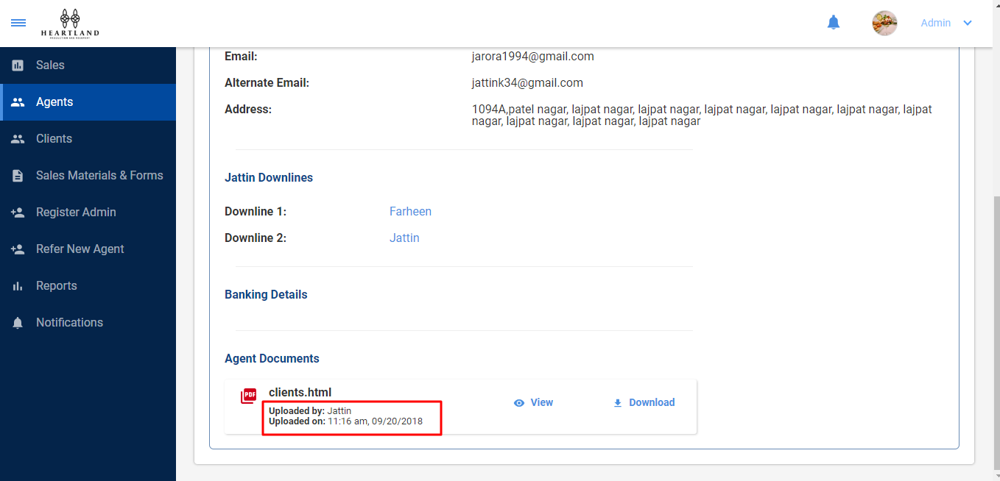 HEARTLAND
Admin
Sales
Agents
Clients
Sales Materials & Forms
Register Admin
Refer New Agent
Reports
Notifications
Email: jarora1994@gmail.com
Alternate Email: jattink34@gmail.com
Address: 1094A,patel nagar, lajpat nagar, lajpat nagar, lajpat nagar, lajpat nagar, lajpat nagar, lajpat
nagar, lajpat nagar, lajpat nagar, lajpat nagar
Jattin Downlines
Downline 1: Farheen
Downline 2: Jattin
Banking Details
Agent Documents
PDF
clients.html
Uploaded by: Jattin
Uploaded on: 11:16 am, 09/20/2018
View
Download